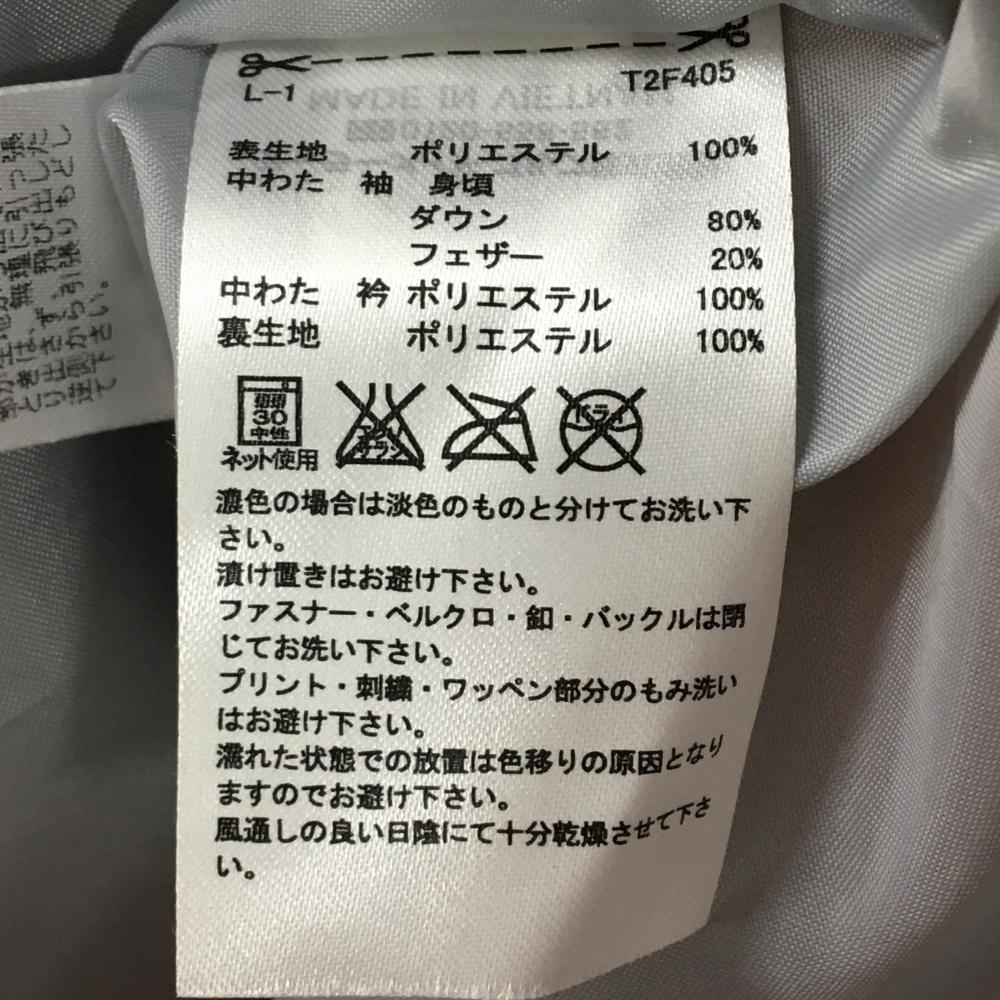 L-1 T2F405
表生地 ポリエステル 100%
中わた 袖 身頃
ダウン 80%
フェザー 20%
中わた 衿 ポリエステル 100%
裏生地 ポリエステル 100%
30
中性
ネット使用
濃色の場合は淡色のものと分けてお洗い下
さい。
漬け置きはお避け下さい。
ファスナー・ベルクロ・釦・バックルは閉
じてお洗い下さい。
プリント・刺繍・ワッペン部分のもみ洗い
はお避け下さい。
濡れた状態での放置は色移りの原因となり
ますのでお避け下さい。
風通しの良い日陰にて十分乾燥させて下さ
い。